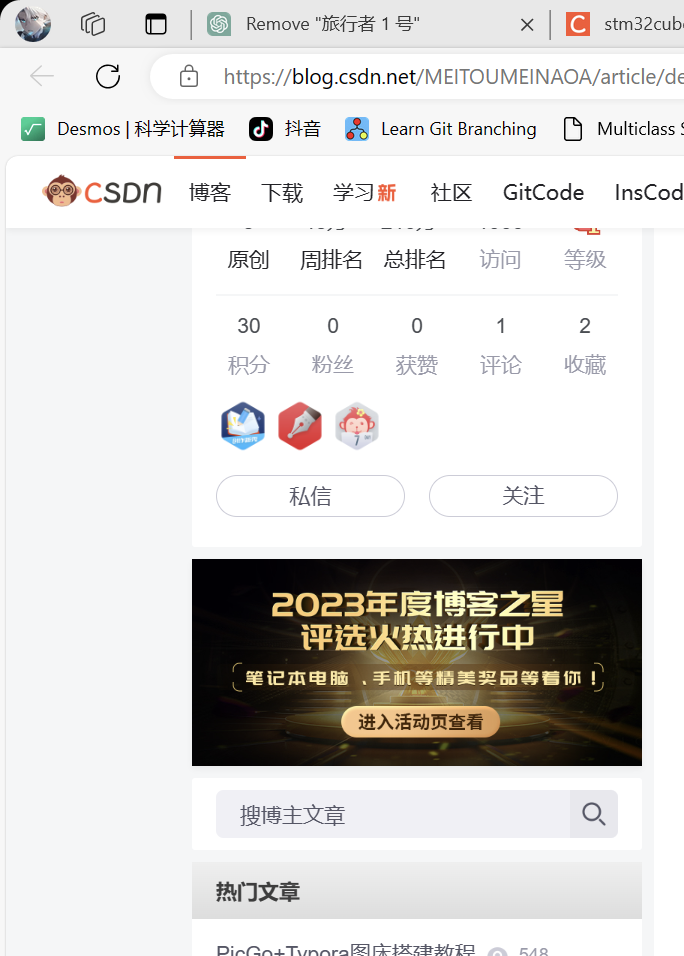 Remove "旅行者 1 号"
stm32cub
https://blog.csdn.net/MEITOUMEINAOA/article/de
Desmos | 科学计算器 抖音 Learn Git Branching Multiclass S
CSDN 博客 下载 学习新 社区 GitCode InsCod
原创 周排名 总排名 访问 等级
30 0 0 1 2
积分 粉丝 获赞 评论 收藏
私信 关注
2023年度博客之星
评选火热进行中
笔记本电脑、手机等精美奖品等着你！
进入活动页查看
搜博主文章
热门文章
PicGo+Typora图床搭建教程 548